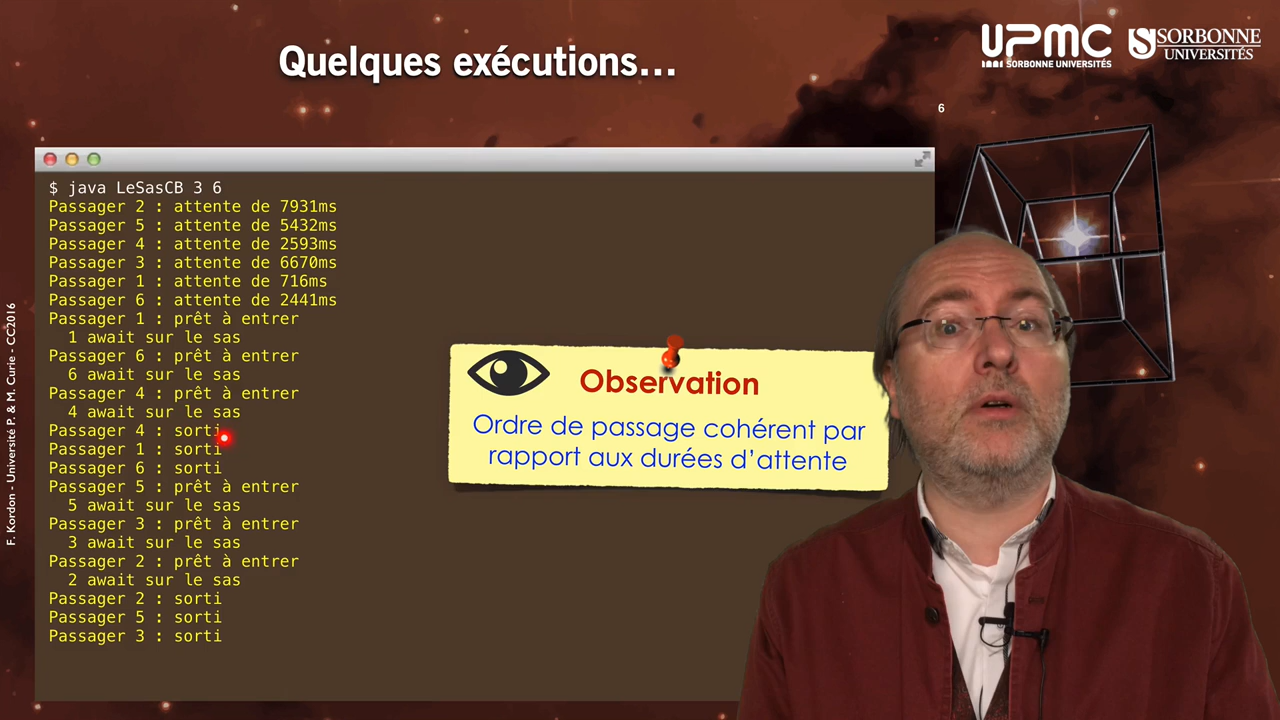 Quelques exécutions...
UPMC
SORBONNE UNIVERSITÉS
SORBONNE
UNIVERSITÉS
6
$ java LeSasCB 3 6
Passager 2 : attente de 7931ms
Passager 5 : attente de 5432ms
Passager 4 : attente de 2593ms
Passager 3 : attente de 6670ms
Passager 1 : attente de 716ms
Passager 6 : attente de 2441ms
Passager 1 : prêt à entrer
1 await sur le sas
Passager 6 : prêt à entrer
6 await sur le sas
Passager 4 : prêt à entrer
4 await sur le sas
Passager 4 : sorti
Passager 1 : sorti
Passager 6 : sorti
Passager 5 : prêt à entrer
5 await sur le sas
Passager 3 : prêt à entrer
3 await sur le sas
Passager 2 : prêt à entrer
2 await sur le sas
Passager 2 : sorti
Passager 5 : sorti
Passager 3 : sorti
Observation
Ordre de passage cohérent par
rapport aux durées d'attente
F. Kordon - Université P. & M. Curie - CC2016